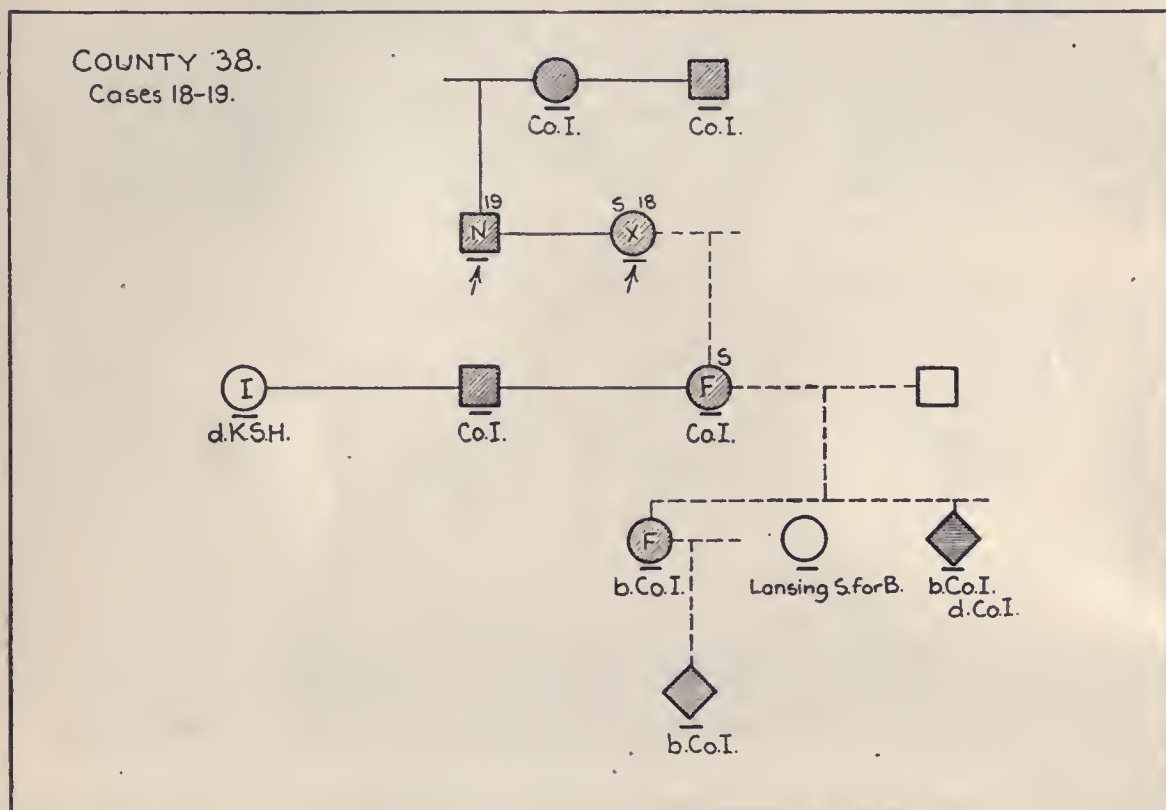 COUNTY 38.
Cases 18-19.
Co. I.
Co. I.
19
S 18
N
X
S
I
F
d.K.S.H.
Co.I.
Co.I.
F
b.Co.I.
Lansing S. for B.
b.Co.I.
d.Co.I.
b.Co.I.